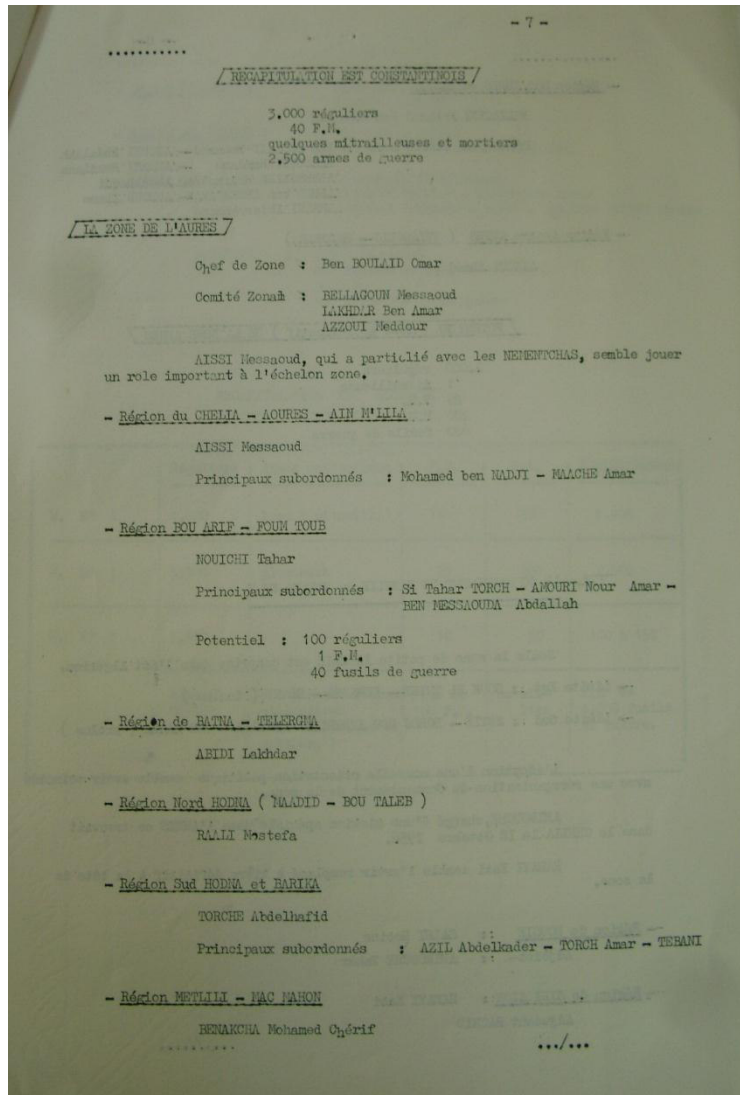 - 7 -
...........
/ RECAPITULATION EST CONSTANTINOIS /
3.000 réguliers
40 F.M.
quelques mitrailleuses et mortiers
2.500 armes de guerre
/ LA ZONE DE L'AURES /
Chef de Zone : Ben BOULAID Omar
Comité Zonam : BELLAGOUN Messaoud
LAKHDAR Ben Amar
AZZOUI Meddour
AISSI Messaoud, qui a partielié avec les NEMENTCHAS, semble jouer
un role important à l'échelon zone.
- Région du CHELIA - AOURES - AIN M'LILA
AISSI Messaoud
Principaux subordonnés : Mohamed ben NADJI - MAACHE Amar
- Région BOU ARIF - FOUM TOUB
NOUICHI Tahar
Principaux subordonnés : Si Tahar TORCH - AMOURI Nour Amar -
BEN MESSAOUDA Abdallah
Potentiel : 100 réguliers
1 F.M.
40 fusils de guerre
- Région de BATNA - TELERGMA
ABIDI Lakhdar
- Région Nord HODNA ( MAADID - BOU TALEB )
RAALI Mostefa
- Région Sud HODNA et BARIKA
TORCHE Abdelhafid
Principaux subordonnés : AZIL Abdelkader - TORCH Amar - TEBANI
- Région METLILI - MAC MAHON
BENAKCHA Mohamed Chérif
.../...